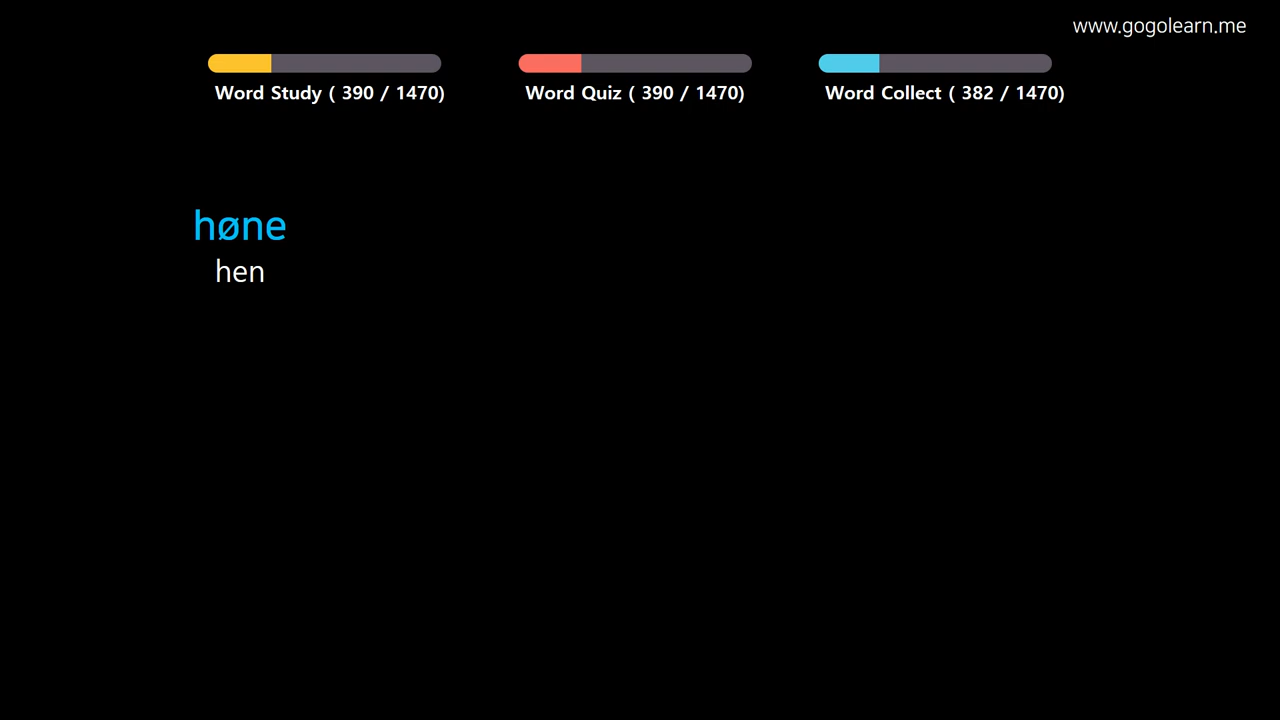 www.gogolearn.me
Word Study ( 390 / 1470)
Word Quiz ( 390 / 1470)
Word Collect ( 382 / 1470)
høne
hen